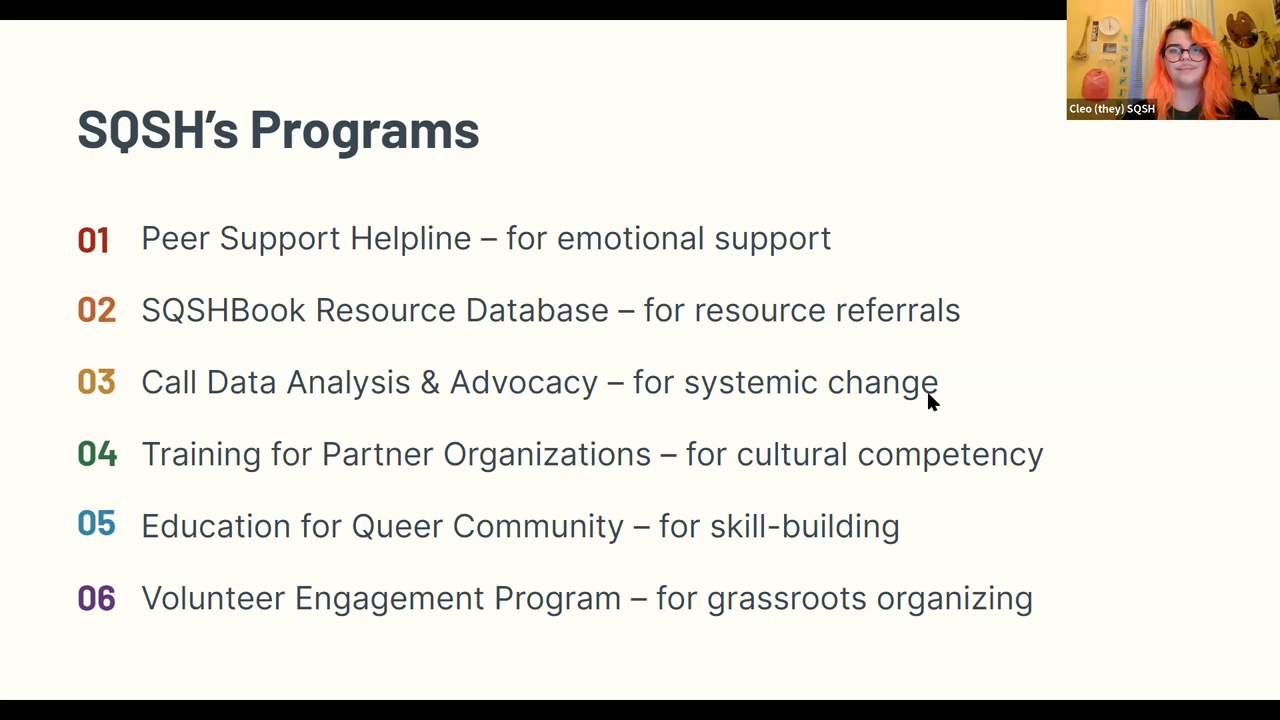 SQSH's Programs
01 Peer Support Helpline – for emotional support
02 SQSHBook Resource Database – for resource referrals
03 Call Data Analysis & Advocacy – for systemic change
04 Training for Partner Organizations – for cultural competency
05 Education for Queer Community – for skill-building
06 Volunteer Engagement Program – for grassroots organizing
Cleo (they) SQSH